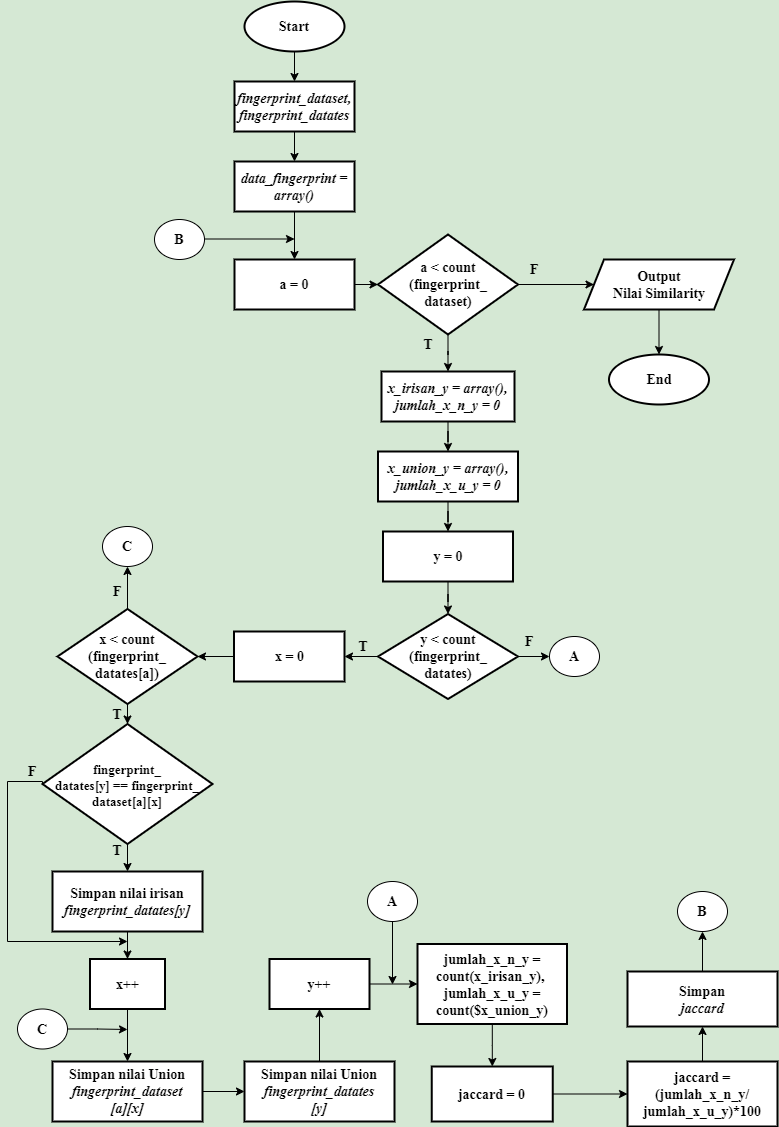 Start
fingerprint_dataset,
fingerprint_datates
data_fingerprint =
array()
B
a = 0
a < count
(fingerprint_
dataset)
F
Output
Nilai Similarity
T
End
x_irisan_y = array(),
jumlah_x_n_y = 0
x_union_y = array(),
jumlah_x_u_y = 0
y = 0
C
F
x < count
(fingerprint_
datates[a])
x = 0
T
y < count
(fingerprint_
datates)
F
A
T
F
fingerprint_
datates[y] == fingerprint_
dataset[a][x]
T
Simpan nilai irisan
fingerprint_datates[y]
x++
C
Simpan nilai Union
fingerprint_dataset
[a][x]
y++
Simpan nilai Union
fingerprint_datates
[y]
A
jumlah_x_n_y =
count(x_irisan_y),
jumlah_x_u_y =
count($x_union_y)
jaccard = 0
B
Simpan
jaccard
jaccard =
(jumlah_x_n_y/
jumlah_x_u_y)*100